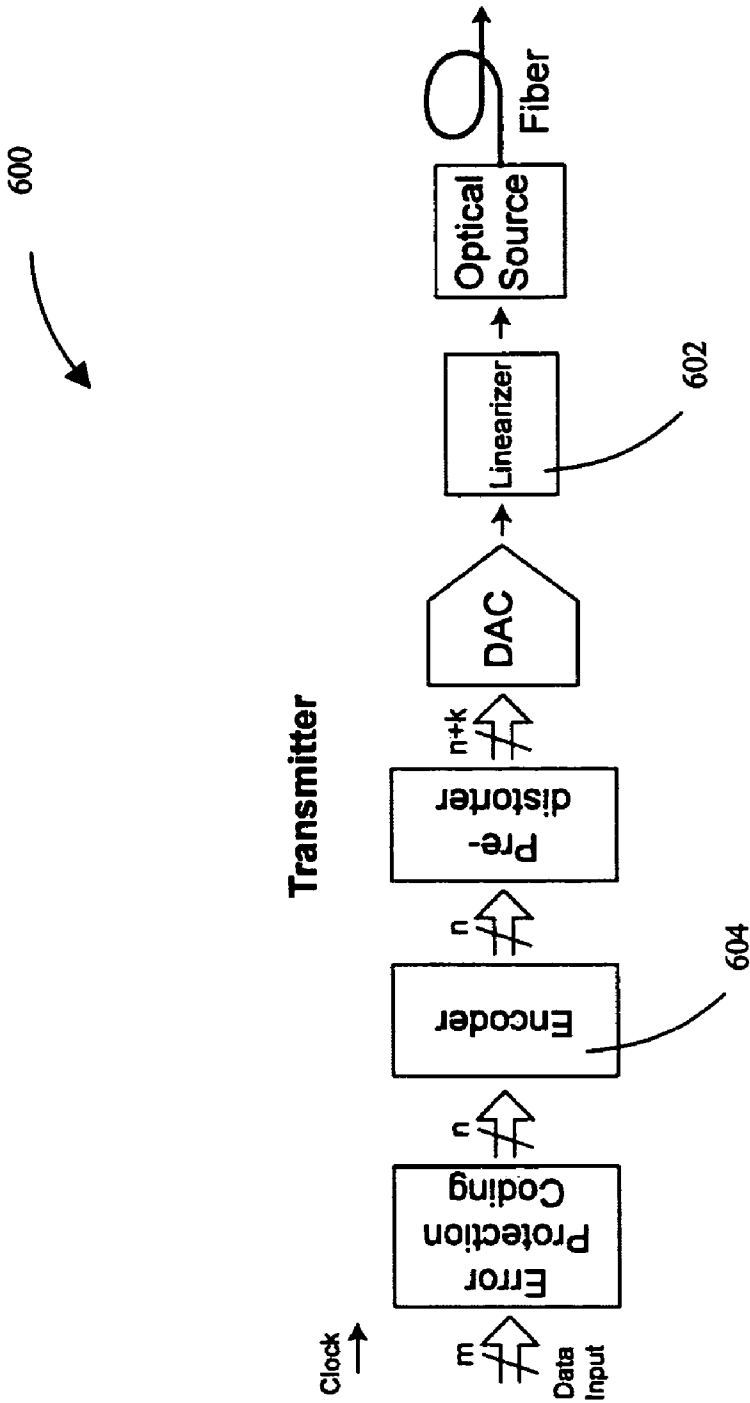 600
Transmitter
Clock
m
Data
Input
Error
Protection
Coding
n
Encoder
604
n
Pre-
distorter
n+k
DAC
Linearizer
602
Optical
Source
Fiber